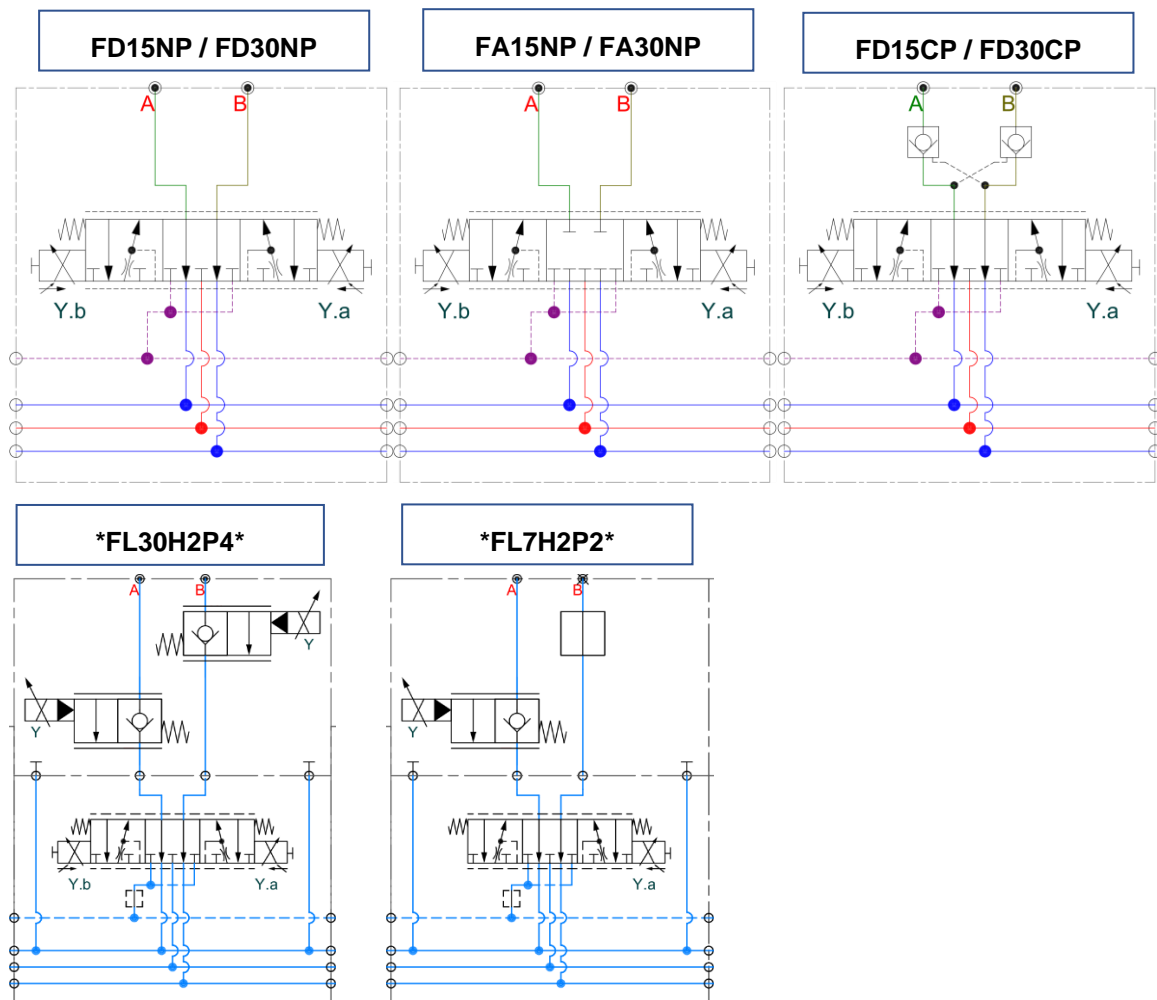 FD15NP / FD30NP
FA15NP / FA30NP
FD15CP / FD30CP
A B
A B
A B
Y.b Y.a
Y.b Y.a
Y.b Y.a
*FL30H2P4*
*FL7H2P2*
A B
A B
Y
Y
Y
Y.b Y.a
Y.a